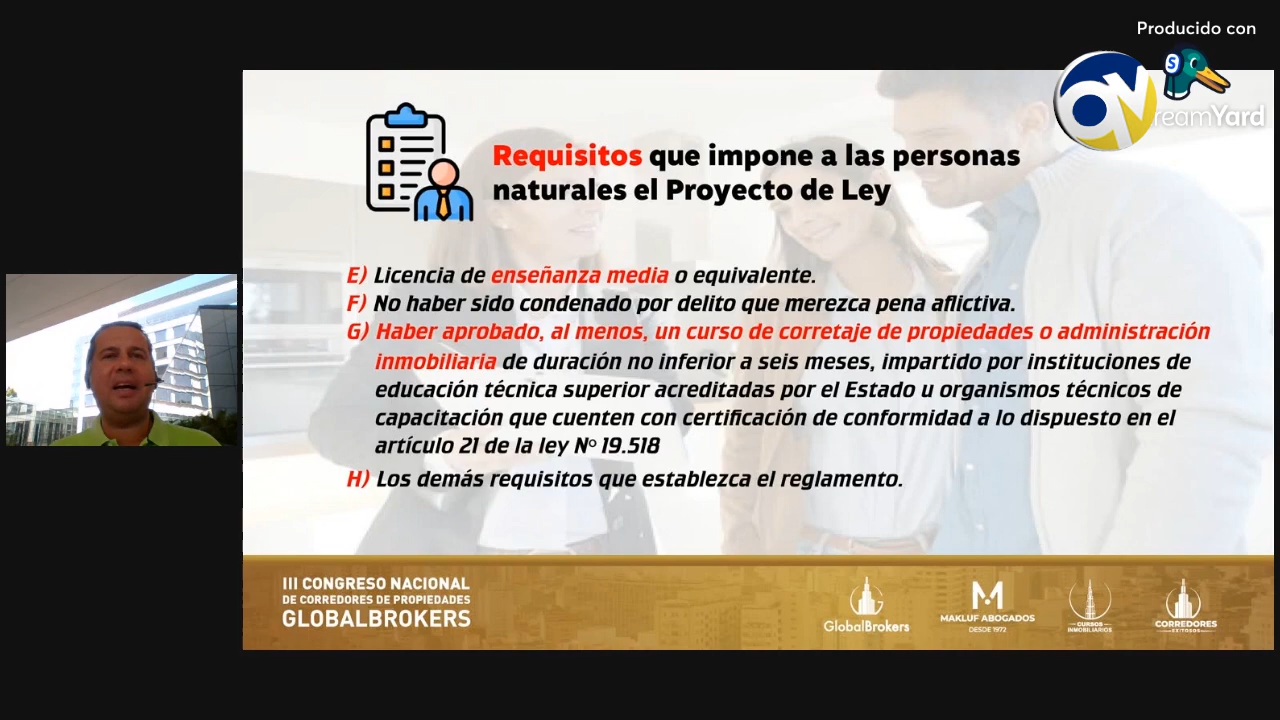 Producido con
S
reamYard
Requisitos que impone a las personas
naturales el Proyecto de Ley
E) Licencia de enseñanza media o equivalente.
F) No haber sido condenado por delito que merezca pena aflictiva.
G) Haber aprobado, al menos, un curso de corretaje de propiedades o administración
inmobiliaria de duración no inferior a seis meses, impartido por instituciones de
educación técnica superior acreditadas por el Estado u organismos técnicos de
capacitación que cuenten con certificación de conformidad a lo dispuesto en el
artículo 21 de la ley Nº 19.518
H) Los demás requisitos que establezca el reglamento.
III CONGRESO NACIONAL
DE CORREDORES DE PROPIEDADES
GLOBALBROKERS
GlobalBrokers
MAKLUF ABOGADOS
DESDE 1972
CURSOS
INMOBILIARIOS
CORREDORES
EXITOSOS